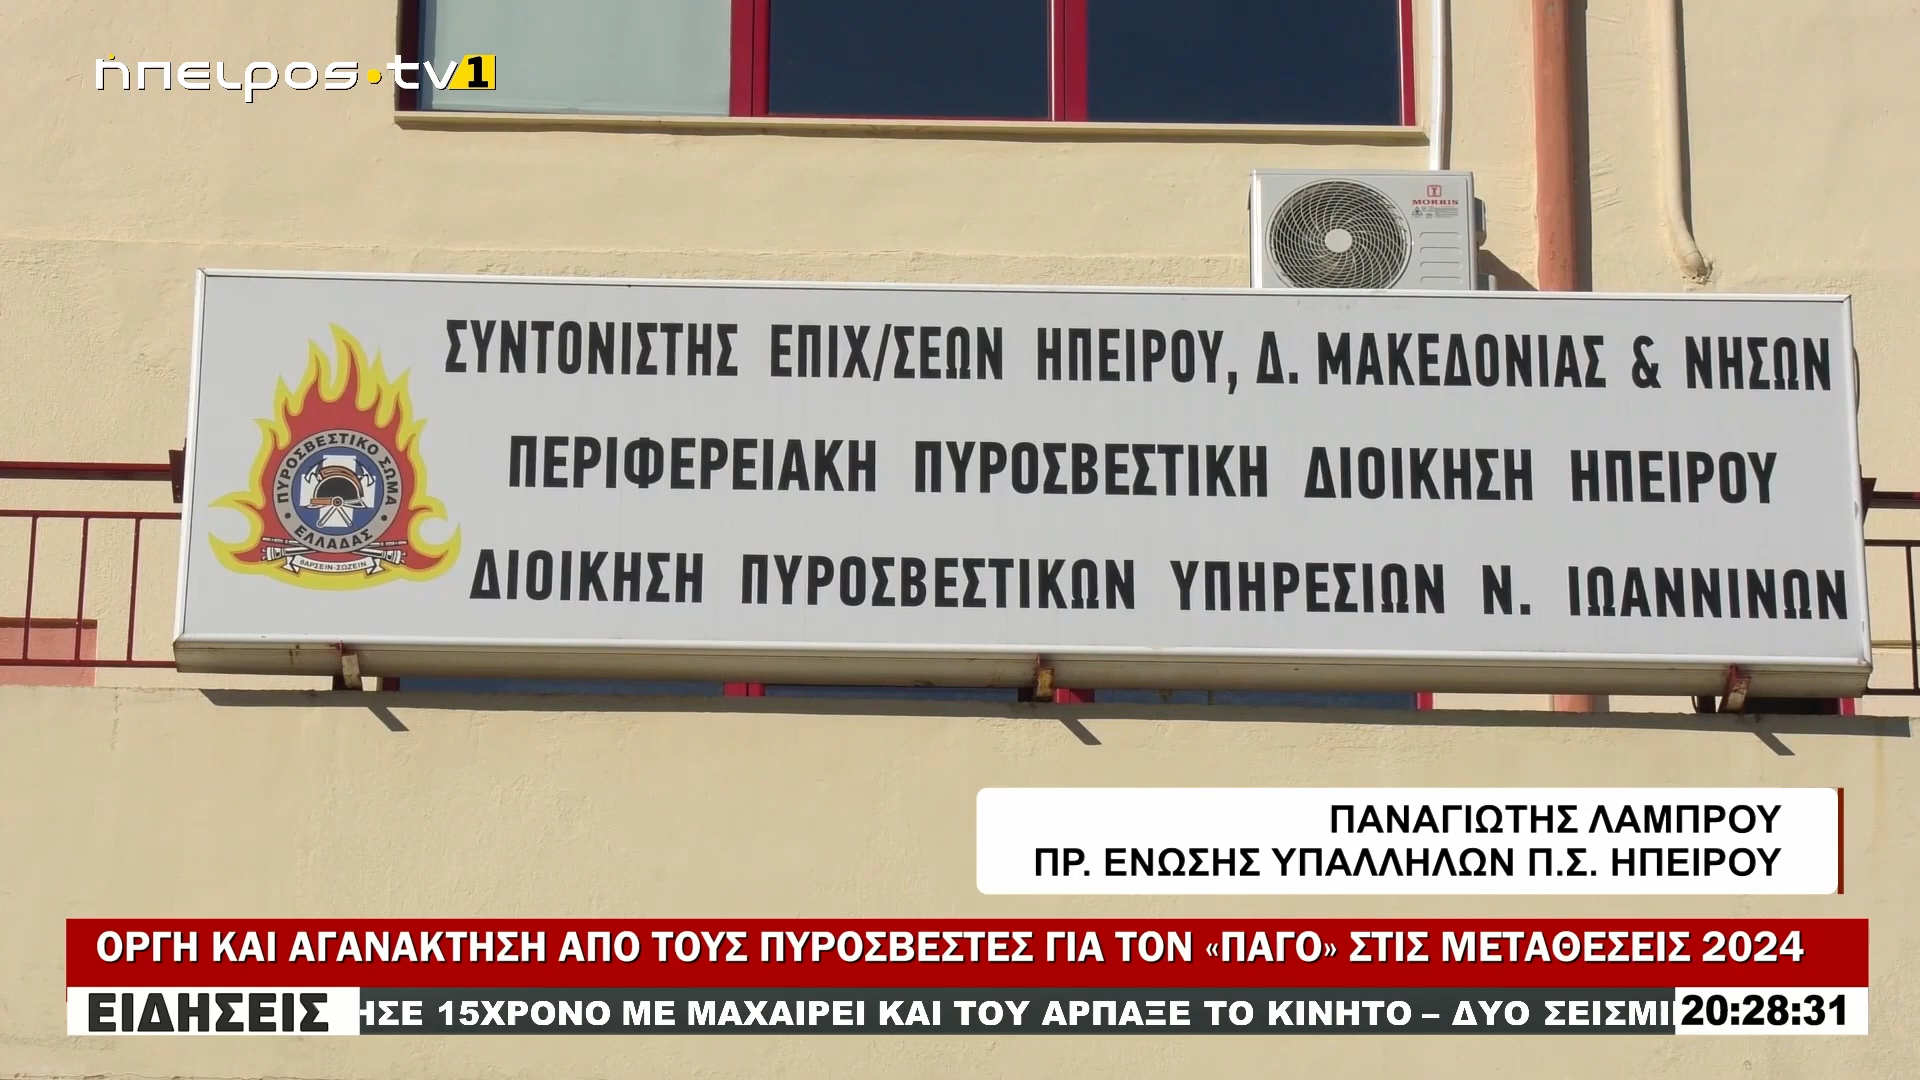 ήπειρος.tv1
MORRIS
ΣΥΝΤΟΝΙΣΤΗΣ ΕΠΙΧ/ΣΕΩΝ ΗΠΕΙΡΟΥ, Δ. ΜΑΚΕΔΟΝΙΑΣ & ΝΗΣΩΝ
ΠΕΡΙΦΕΡΕΙΑΚΗ ΠΥΡΟΣΒΕΣΤΙΚΗ ΔΙΟΙΚΗΣΗ ΗΠΕΙΡΟΥ
ΔΙΟΙΚΗΣΗ ΠΥΡΟΣΒΕΣΤΙΚΩΝ ΥΠΗΡΕΣΙΩΝ Ν. ΙΩΑΝΝΙΝΩΝ
ΠΥΡΟΣΒΕΣΤΙΚΟ ΣΩΜΑ
ΕΛΛΑΔΑΣ
ΘΑΡΣΕΙΝ-ΣΩΖΕΙΝ
ΠΑΝΑΓΙΩΤΗΣ ΛΑΜΠΡΟΥ
ΠΡ. ΕΝΩΣΗΣ ΥΠΑΛΛΗΛΩΝ Π.Σ. ΗΠΕΙΡΟΥ
ΟΡΓΗ ΚΑΙ ΑΓΑΝΑΚΤΗΣΗ ΑΠΟ ΤΟΥΣ ΠΥΡΟΣΒΕΣΤΕΣ ΓΙΑ ΤΟΝ «ΠΑΓΟ» ΣΤΙΣ ΜΕΤΑΘΕΣΕΙΣ 2024
ΕΙΔΗΣΕΙΣ ΗΣΕ 15ΧΡΟΝΟ ΜΕ ΜΑΧΑΙΡΕΙ ΚΑΙ ΤΟΥ ΑΡΠΑΞΕ ΤΟ ΚΙΝΗΤΟ – ΔΥΟ ΣΕΙΣΜΙ 20:28:31